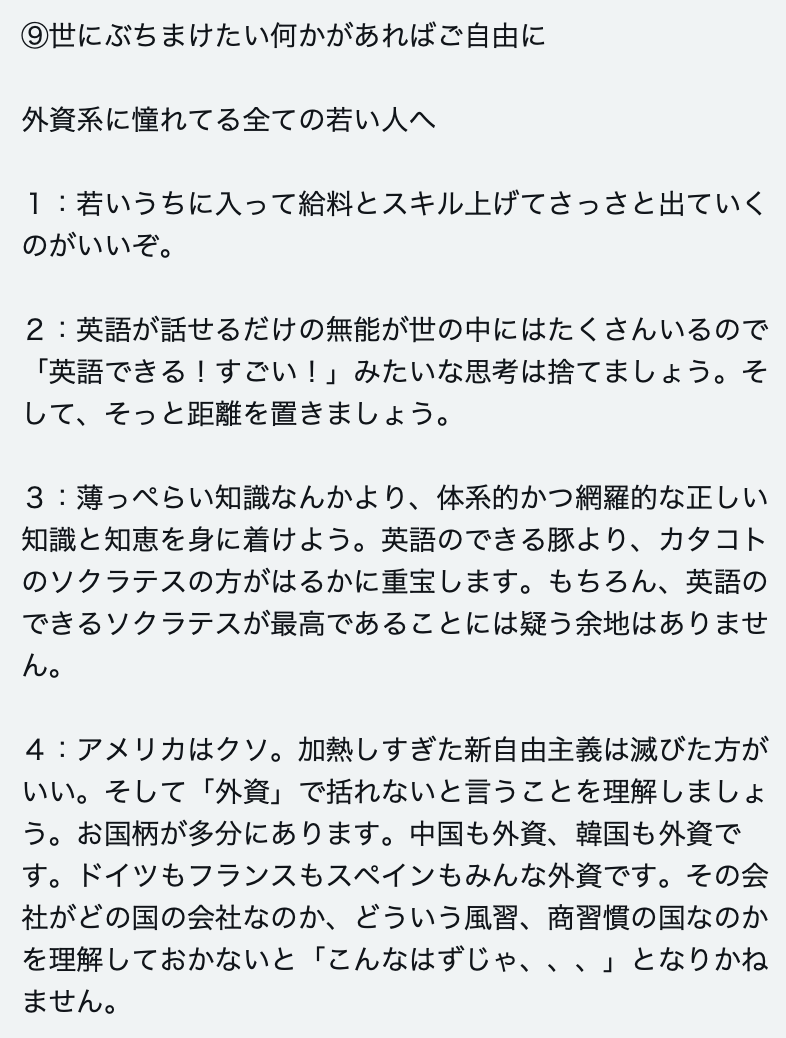 ⑨世にぶちまけたい何かがあればご自由に
外資系に憧れてる全ての若い人へ
１：若いうちに入って給料とスキル上げてさっさと出ていく
のがいいぞ。
２：英語が話せるだけの無能が世の中にはたくさんいるので
「英語できる！すごい！」みたいな思考は捨てましょう。そ
して、そっと距離を置きましょう。
３：薄っぺらい知識なんかより、体系的かつ網羅的な正しい
知識と知恵を身に着けよう。英語のできる豚より、カタコト
のソクラテスの方がはるかに重宝します。もちろん、英語の
できるソクラテスが最高であることには疑う余地はありませ
ん。
４：アメリカはクソ。加熱しすぎた新自由主義は滅びた方が
いい。そして「外資」で括れないと言うことを理解しましょ
う。お国柄が多分にあります。中国も外資、韓国も外資で
す。ドイツもフランスもスペインもみんな外資です。その会
社がどの国の会社なのか、どういう風習、商習慣の国なのか
を理解しておかないと「こんなはずじゃ、、、」となりかね
ません。